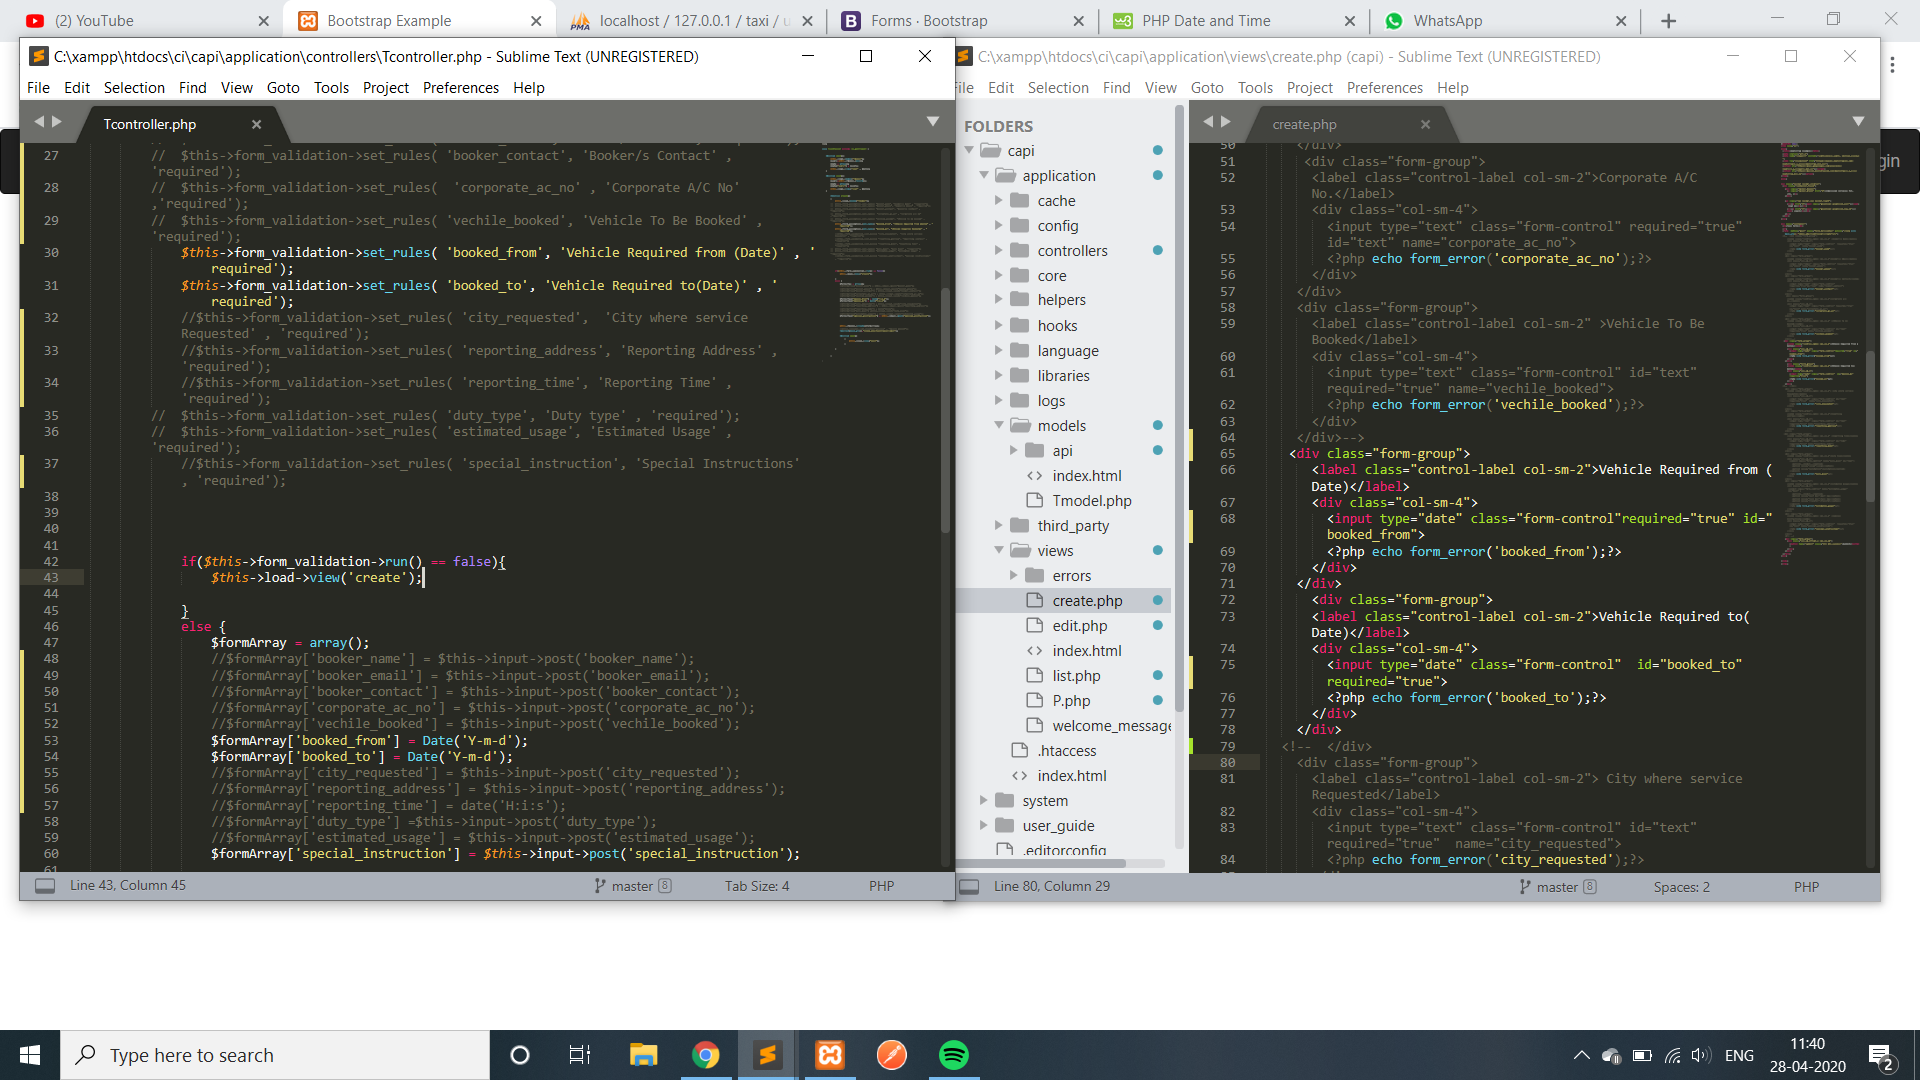 (2) YouTube
Bootstrap Example
localhost / 127.0.0.1 / taxi / u
Forms · Bootstrap
PHP Date and Time
WhatsApp
C:\xampp\htdocs\ci\capi\application\controllers\Tcontroller.php - Sublime Text (UNREGISTERED)
File Edit Selection Find View Goto Tools Project Preferences Help
Tcontroller.php
27 // $this->form_validation->set_rules( 'booker_contact', 'Booker/s Contact' ,
'required');
28 // $this->form_validation->set_rules( 'corporate_ac_no' , 'Corporate A/C No'
,'required');
29 // $this->form_validation->set_rules( 'vechile_booked', 'Vehicle To Be Booked' ,
'required');
30 $this->form_validation->set_rules( 'booked_from', 'Vehicle Required from (Date)' , '
required');
31 $this->form_validation->set_rules( 'booked_to', 'Vehicle Required to(Date)' , '
required');
32 //$this->form_validation->set_rules( 'city_requested', 'City where service
Requested' , 'required');
33 //$this->form_validation->set_rules( 'reporting_address', 'Reporting Address' ,
'required');
34 //$this->form_validation->set_rules( 'reporting_time', 'Reporting Time' ,
'required');
35 // $this->form_validation->set_rules( 'duty_type', 'Duty type' , 'required');
36 // $this->form_validation->set_rules( 'estimated_usage', 'Estimated Usage' ,
'required');
37 //$this->form_validation->set_rules( 'special_instruction', 'Special Instructions'
, 'required');
38
39
40
41
42 if($this->form_validation->run() == false){
43 $this->load->view('create');
44
45 }
46 else {
47 $formArray = array();
48 //$formArray['booker_name'] = $this->input->post('booker_name');
49 //$formArray['booker_email'] = $this->input->post('booker_email');
50 //$formArray['booker_contact'] = $this->input->post('booker_contact');
51 //$formArray['corporate_ac_no'] = $this->input->post('corporate_ac_no');
52 //$formArray['vechile_booked'] = $this->input->post('vechile_booked');
53 $formArray['booked_from'] = Date('Y-m-d');
54 $formArray['booked_to'] = Date('Y-m-d');
55 //$formArray['city_requested'] = $this->input->post('city_requested');
56 //$formArray['reporting_address'] = $this->input->post('reporting_address');
57 //$formArray['reporting_time'] = date('H:i:s');
58 //$formArray['duty_type'] =$this->input->post('duty_type');
59 //$formArray['estimated_usage'] = $this->input->post('estimated_usage');
60 $formArray['special_instruction'] = $this->input->post('special_instruction');
61
Line 43, Column 45 master 8 Tab Size: 4 PHP
C:\xampp\htdocs\ci\capi\application\views\create.php (capi) - Sublime Text (UNREGISTERED)
File Edit Selection Find View Goto Tools Project Preferences Help
FOLDERS
capi
application
cache
config
controllers
core
helpers
hooks
language
libraries
logs
models
api
index.html
Tmodel.php
third_party
views
errors
create.php
edit.php
index.html
list.php
P.php
welcome_message
.htaccess
index.html
system
user_guide
.editorconfig
create.php
50 </div>
51 <div class="form-group">
52 <label class="control-label col-sm-2">Corporate A/C
No.</label>
53 <div class="col-sm-4">
54 <input type="text" class="form-control" required="true"
id="text" name="corporate_ac_no">
55 <?php echo form_error('corporate_ac_no');?>
56 </div>
57 </div>
58 <div class="form-group">
59 <label class="control-label col-sm-2" >Vehicle To Be
Booked</label>
60 <div class="col-sm-4">
61 <input type="text" class="form-control" id="text"
required="true" name="vechile_booked">
62 <?php echo form_error('vechile_booked');?>
63 </div>
64 </div>-->
65 <div class="form-group">
66 <label class="control-label col-sm-2">Vehicle Required from (
Date)</label>
67 <div class="col-sm-4">
68 <input type="date" class="form-control"required="true" id="
booked_from">
69 <?php echo form_error('booked_from');?>
70 </div>
71 </div>
72 <div class="form-group">
73 <label class="control-label col-sm-2">Vehicle Required to(
Date)</label>
74 <div class="col-sm-4">
75 <input type="date" class="form-control" id="booked_to"
required="true">
76 <?php echo form_error('booked_to');?>
77 </div>
78 </div>
79 <!-- </div>
80 <div class="form-group">
81 <label class="control-label col-sm-2"> City where service
Requested</label>
82 <div class="col-sm-4">
83 <input type="text" class="form-control" id="text"
required="true" name="city_requested">
84 <?php echo form_error('city_requested');?>
Line 80, Column 29 master 8 Spaces: 2 PHP
gin
Type here to search
ENG
11:40
28-04-2020
2